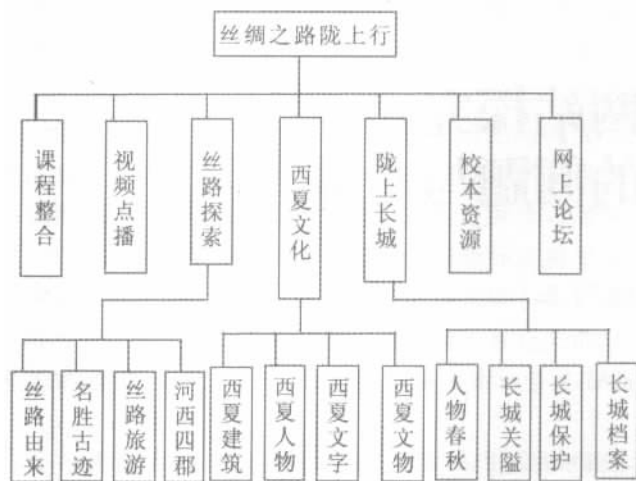 丝绸之路陇上行
课程整合
视频点播
丝路探索
西夏文化
陇上长城
校本资源
网上论坛
丝路由来
名胜古迹
丝路旅游
河西四郡
西夏建筑
西夏人物
西夏文字
西夏文物
人物春秋
长城关隘
长城保护
长城档案